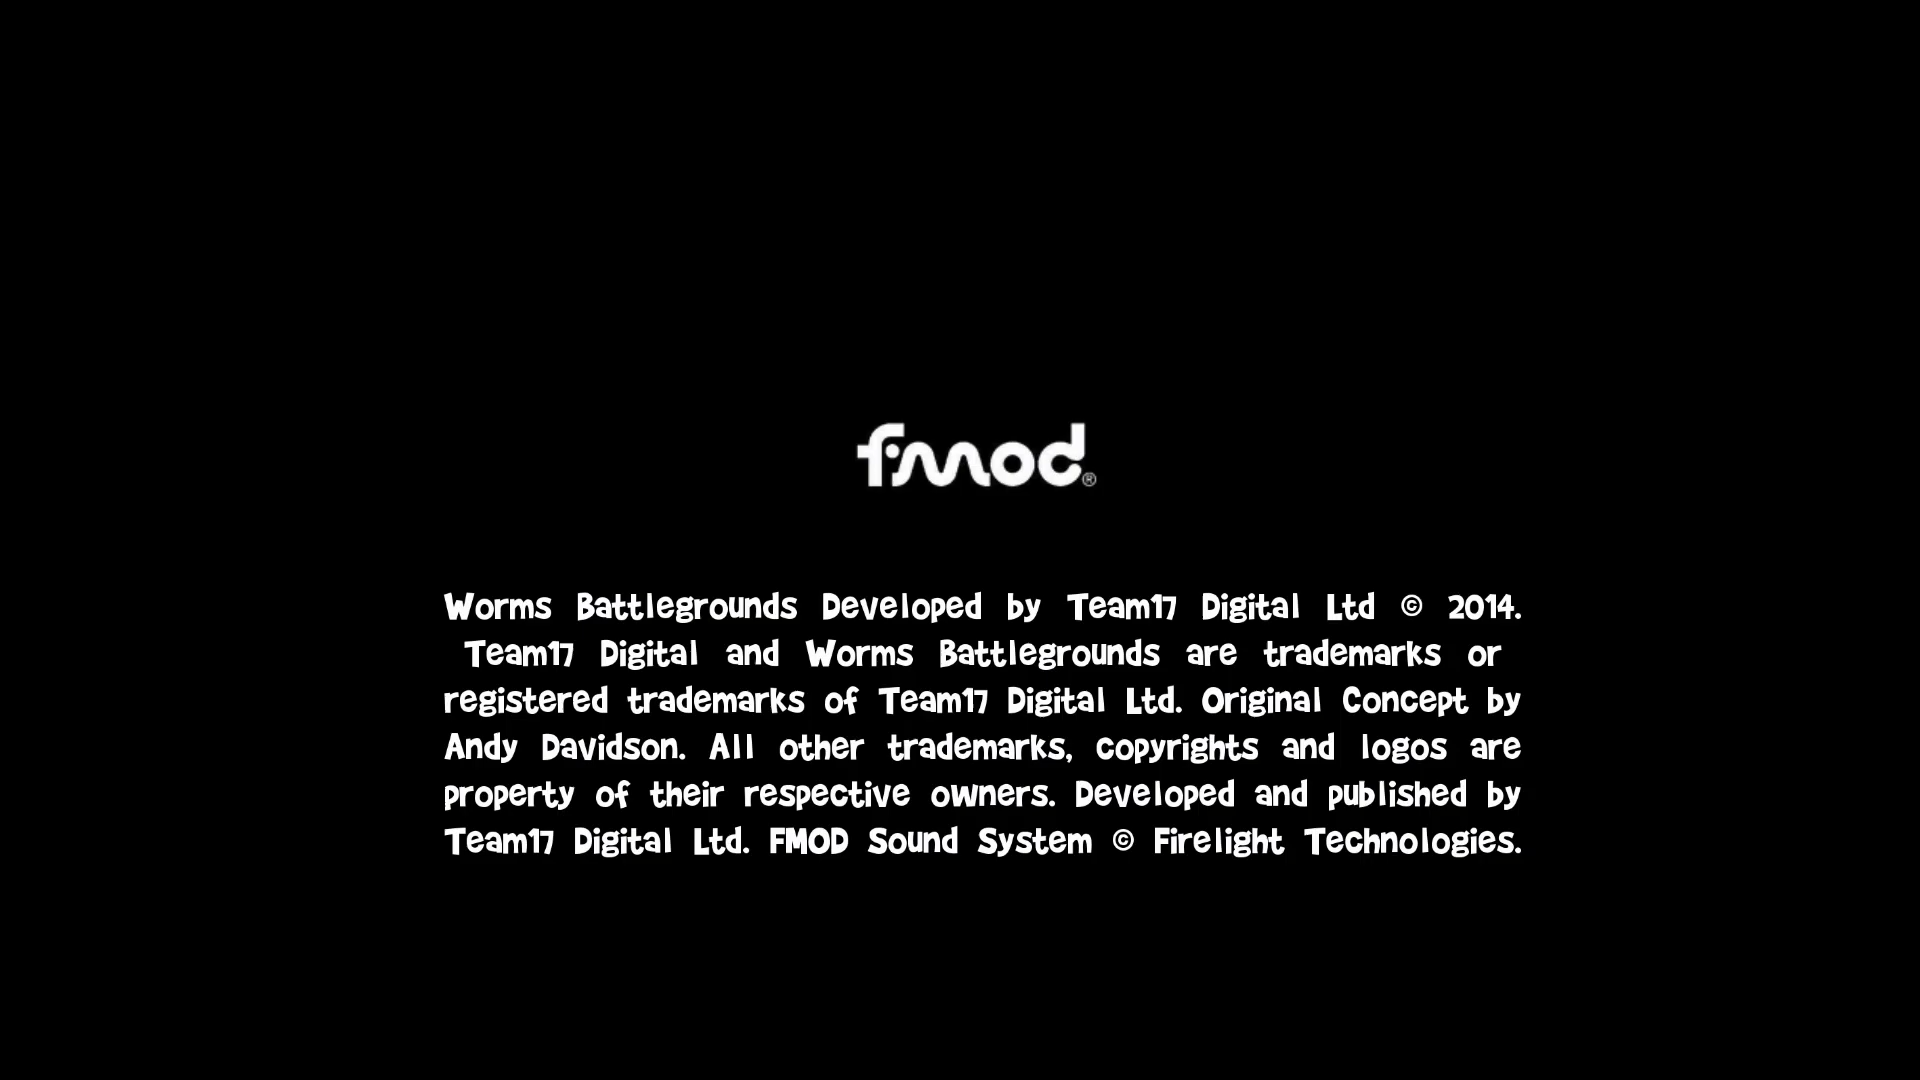 fmod®
Worms Battlegrounds Developed by Team17 Digital Ltd © 2014.
Team17 Digital and Worms Battlegrounds are trademarks or
registered trademarks of Team17 Digital Ltd. Original Concept by
Andy Davidson. All other trademarks, copyrights and logos are
property of their respective owners. Developed and published by
Team17 Digital Ltd. FMOD Sound System © Firelight Technologies.